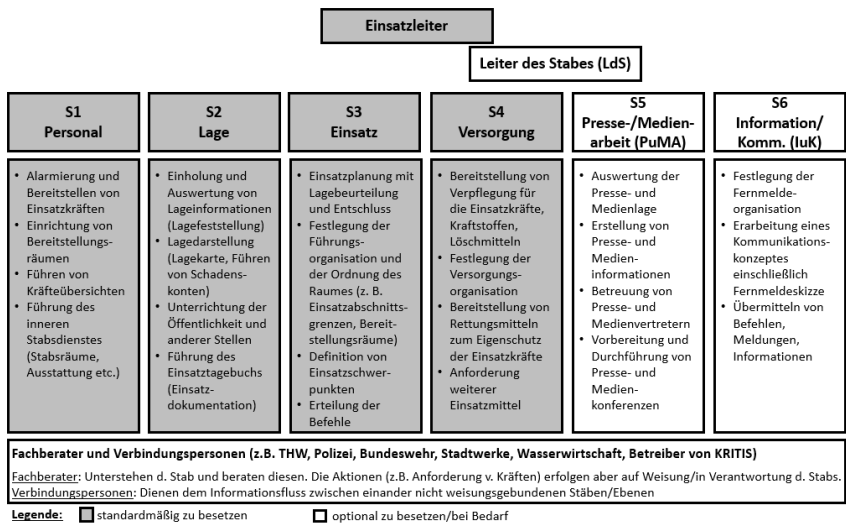 Einsatzleiter
Leiter des Stabes (LdS)
S1
Personal
• Alarmierung und
Bereitstellen von
Einsatzkräften
• Einrichtung von
Bereitstellungs-
räumen
• Führen von
Kräfteübersichten
• Führung des
inneren
Stabsdienstes
(Stabsräume,
Ausstattung etc.)
S2
Lage
• Einholung und
Auswertung von
Lageinformationen
(Lagefeststellung)
• Lagedarstellung
(Lagekarte, Führen
von Schadens-
konten)
• Unterrichtung der
Öffentlichkeit und
anderer Stellen
• Führung des
Einsatztagebuchs
(Einsatz-
dokumentation)
S3
Einsatz
• Einsatzplanung mit
Lagebeurteilung
und Entschluss
• Festlegung der
Führungs-
organisation und
der Ordnung des
Raumes (z. B.
Einsatzabschnitts-
grenzen, Bereit-
stellungsräume)
• Definition von
Einsatzschwer-
punkten
• Erteilung der
Befehle
S4
Versorgung
• Bereitstellung von
Verpflegung für
die Einsatzkräfte,
Kraftstoffen,
Löschmitteln
• Festlegung der
Versorgungs-
organisation
• Bereitstellung von
Rettungsmitteln
zum Eigenschutz
der Einsatzkräfte
• Anforderung
weiterer
Einsatzmittel
S5
Presse-/Medien-
arbeit (PuMA)
• Auswertung der
Presse- und
Medienlage
• Erstellung von
Presse- und
Medien-
informationen
• Betreuung von
Presse- und
Medienvertretern
• Vorbereitung und
Durchführung von
Presse- und
Medien-
konferenzen
S6
Information/
Komm. (IuK)
• Festlegung der
Fernmelde-
organisation
• Erarbeitung eines
Kommunikations-
konzeptes
einschließlich
Fernmeldeskizze
• Übermitteln von
Befehlen,
Meldungen,
Informationen
Fachberater und Verbindungspersonen (z.B. THW, Polizei, Bundeswehr, Stadtwerke, Wasserwirtschaft, Betreiber von KRITIS)
Fachberater: Unterstehen d. Stab und beraten diesen. Die Aktionen (z.B. Anforderung v. Kräften) erfolgen aber auf Weisung/in Verantwortung d. Stabs.
Verbindungspersonen: Dienen dem Informationsfluss zwischen einander nicht weisungsgebundenen Stäben/Ebenen
Legende: standardmäßig zu besetzen optional zu besetzen/bei Bedarf